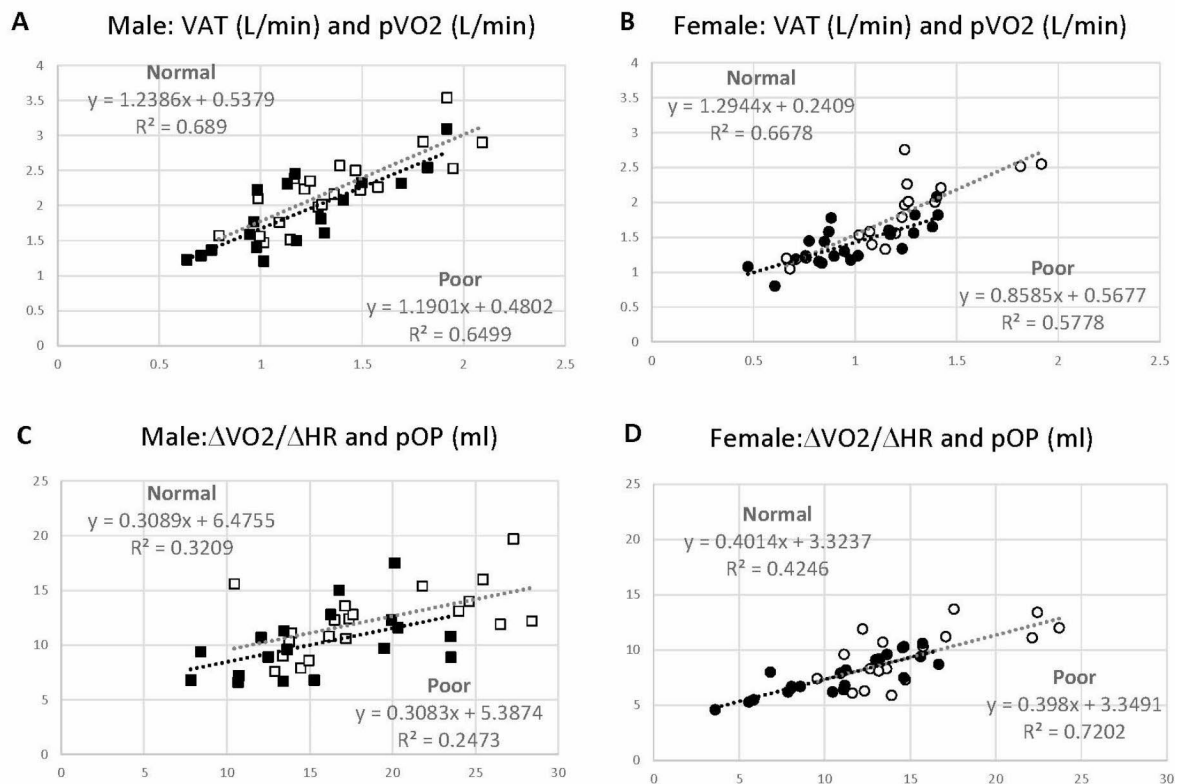 A
Male: VAT (L/min) and pVO2 (L/min)
4
3.5
3
2.5
2
1.5
1
0.5
0
Normal
y = 1.2386x + 0.5379
R² = 0.689
Poor
y = 1.1901x + 0.4802
R² = 0.6499
0 0.5 1 1.5 2 2.5
B
Female: VAT (L/min) and pVO2 (L/min)
4
3.5
3
2.5
2
1.5
1
0.5
0
Normal
y = 1.2944x + 0.2409
R² = 0.6678
Poor
y = 0.8585x + 0.5677
R² = 0.5778
0 0.5 1 1.5 2 2.5
C
Male:ΔVO2/ΔHR and pOP (ml)
25
20
15
10
5
0
Normal
y = 0.3089x + 6.4755
R² = 0.3209
Poor
y = 0.3083x + 5.3874
R² = 0.2473
0 5 10 15 20 25 30
D
Female:ΔVO2/ΔHR and pOP (ml)
25
20
15
10
5
0
Normal
y = 0.4014x + 3.3237
R² = 0.4246
Poor
y = 0.398x + 3.3491
R² = 0.7202
0 5 10 15 20 25 30